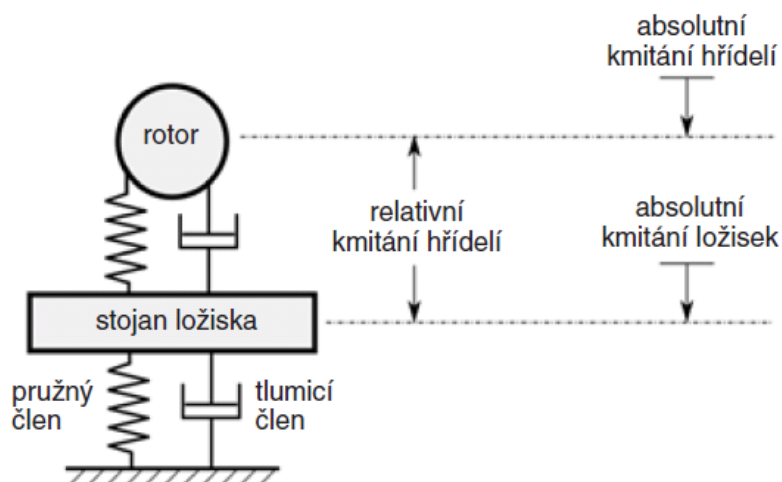 absolutní
kmitání hřídelí
rotor
relativní
kmitání hřídelí
absolutní
kmitání ložisek
stojan ložiska
pružný
člen
tlumicí
člen